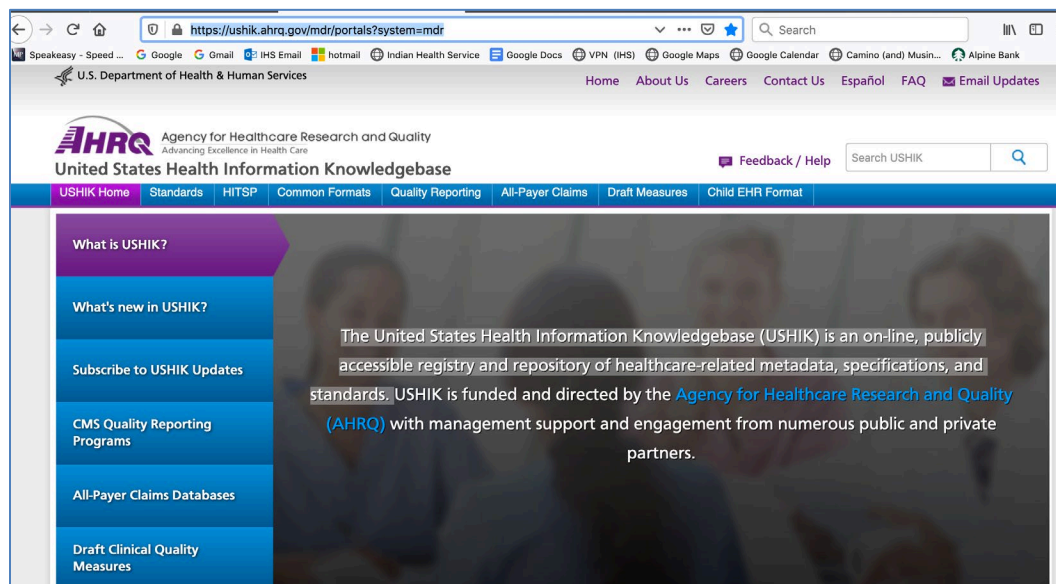 https://ushik.ahrq.gov/mdr/portals?system=mdr
Search
Speakeasy - Speed ... Google Gmail IHS Email hotmail Indian Health Service Google Docs VPN (IHS) Google Maps Google Calendar Camino (and) Musin... Alpine Bank
U.S. Department of Health & Human Services
Home About Us Careers Contact Us Español FAQ Email Updates
AHRQ
Agency for Healthcare Research and Quality
Advancing Excellence in Health Care
United States Health Information Knowledgebase
Feedback / Help
Search USHIK
USHIK Home Standards HITSP Common Formats Quality Reporting All-Payer Claims Draft Measures Child EHR Format
What is USHIK?
What's new in USHIK?
Subscribe to USHIK Updates
CMS Quality Reporting
Programs
All-Payer Claims Databases
Draft Clinical Quality
Measures
The United States Health Information Knowledgebase (USHIK) is an on-line, publicly
accessible registry and repository of healthcare-related metadata, specifications, and
standards. USHIK is funded and directed by the Agency for Healthcare Research and Quality
(AHRQ) with management support and engagement from numerous public and private
partners.